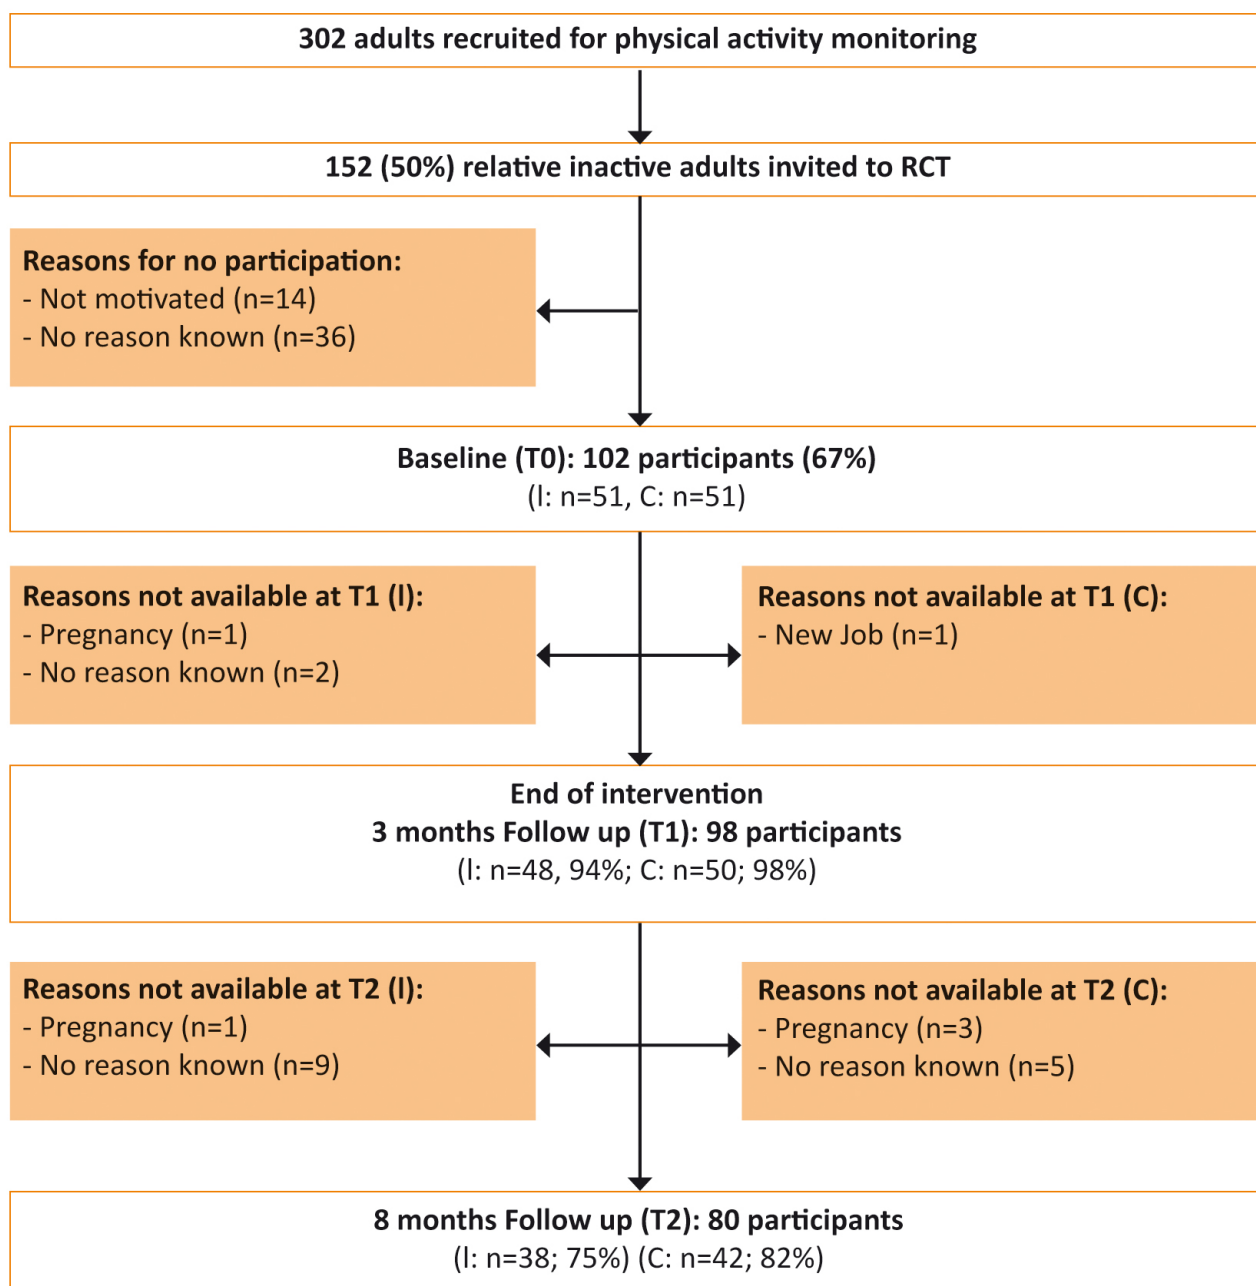 302 adults recruited for physical activity monitoring
152 (50%) relative inactive adults invited to RCT
Reasons for no participation:
- Not motivated (n=14)
- No reason known (n=36)
Baseline (T0): 102 participants (67%)
(I: n=51, C: n=51)
Reasons not available at T1 (I):
- Pregnancy (n=1)
- No reason known (n=2)
Reasons not available at T1 (C):
- New Job (n=1)
End of intervention
3 months Follow up (T1): 98 participants
(I: n=48, 94%; C: n=50; 98%)
Reasons not available at T2 (I):
- Pregnancy (n=1)
- No reason known (n=9)
Reasons not available at T2 (C):
- Pregnancy (n=3)
- No reason known (n=5)
8 months Follow up (T2): 80 participants
(I: n=38; 75%) (C: n=42; 82%)